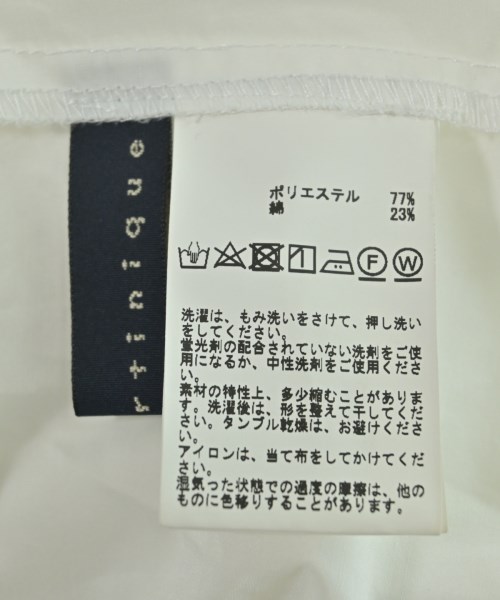 rtinique
ポリエステル 77%
綿 23%
F W
洗濯は、もみ洗いをさけて、押し洗い
をしてください。
蛍光剤の配合されていない洗剤をご使
用になるか、中性洗剤をご使用くださ
い。
素材の特性上、多少縮むことがありま
す。洗濯後は、形を整えて干してくだ
さい。タンブル乾燥は、お避けくださ
い。
アイロンは、当て布をしてかけてくだ
さい。
湿気った状態での過度の摩擦は、他の
ものに色移りすることがあります。